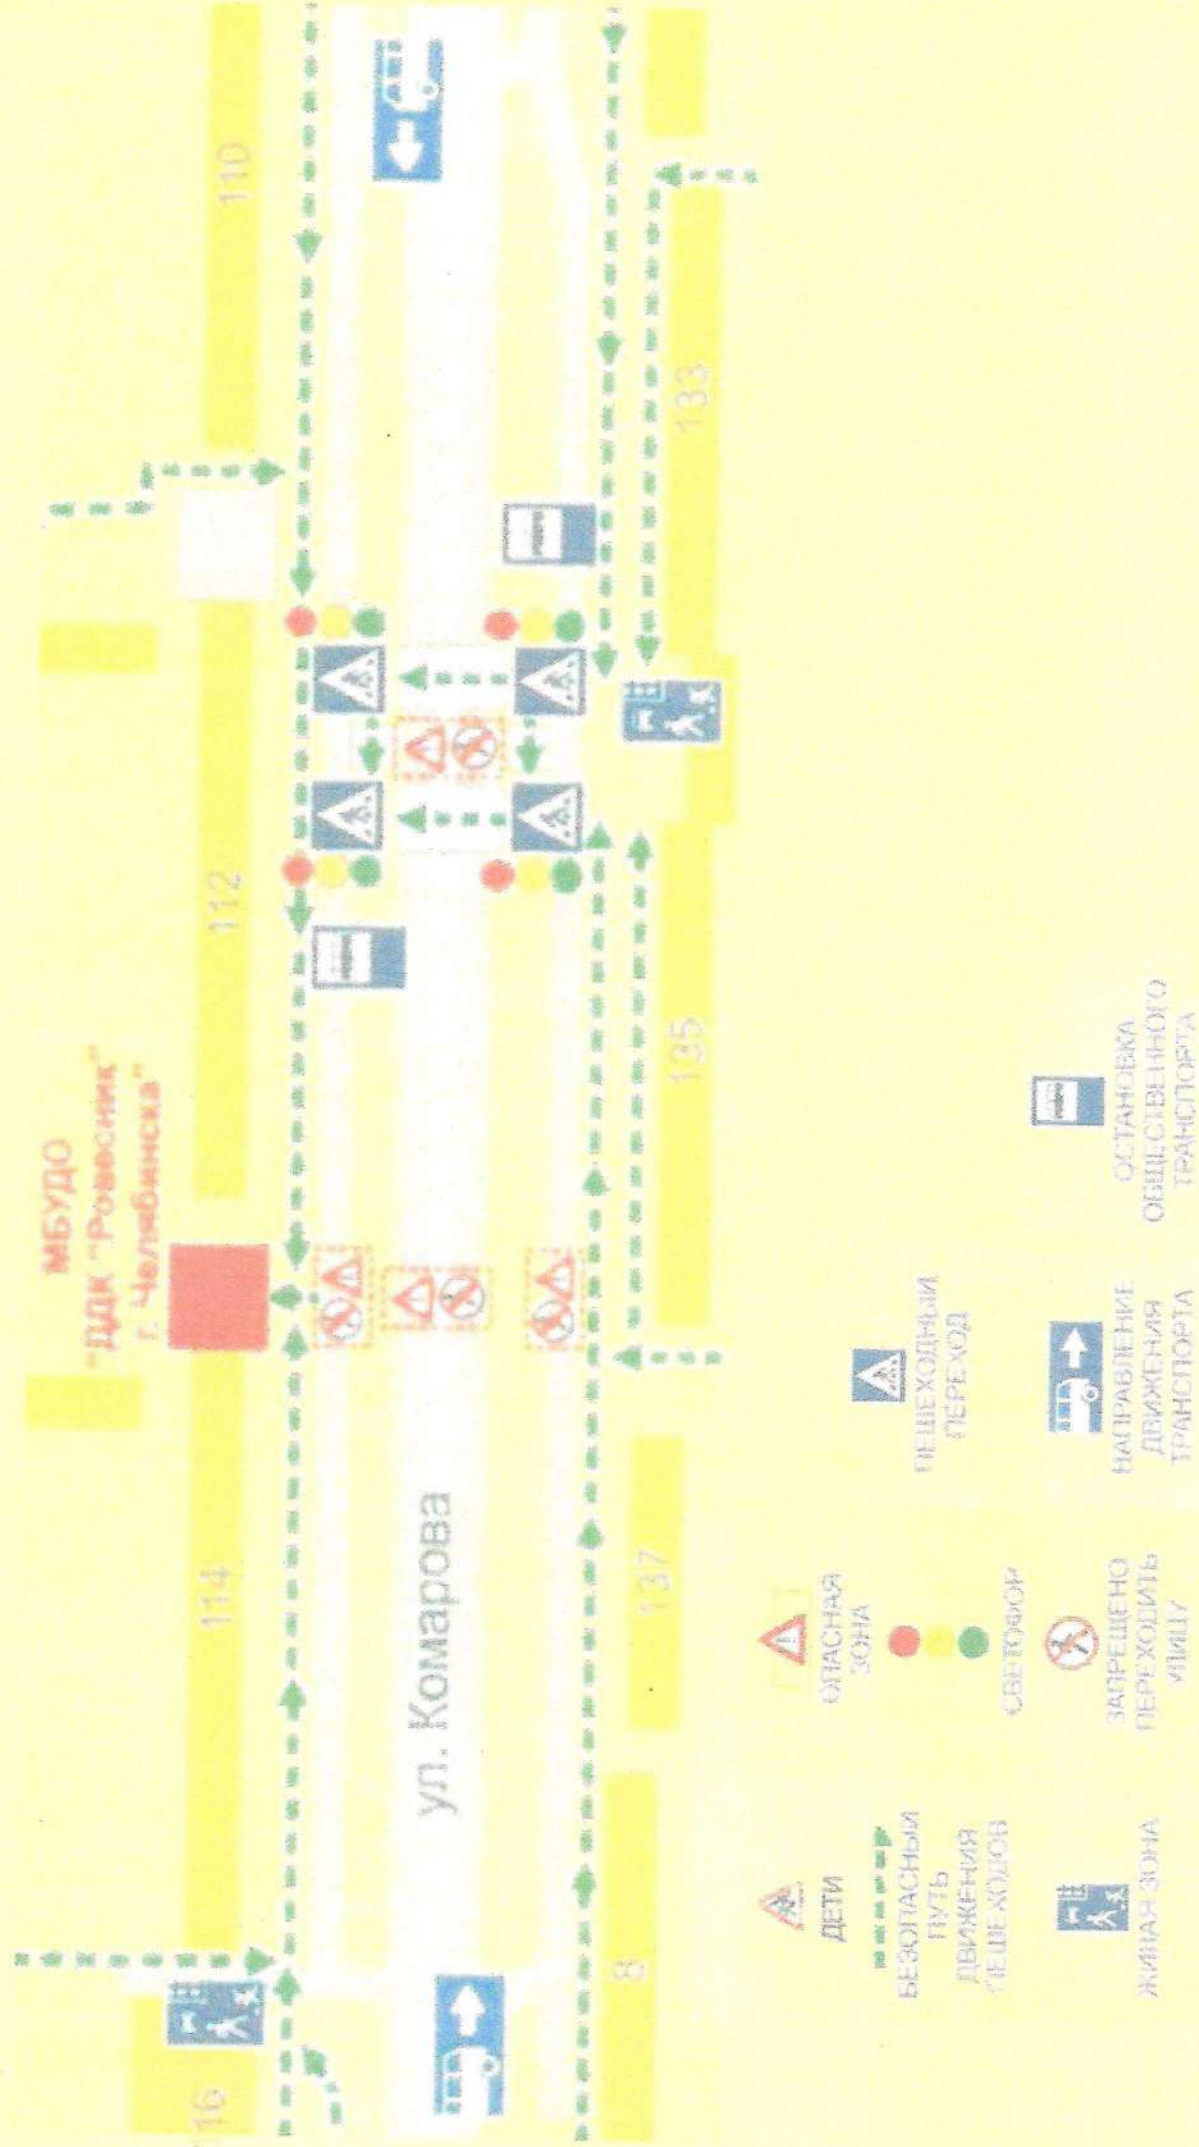 МБУДО
"ДДК "Ровесник"
г. Челябинска"
116
114
112
110
ул. Комарова
8
137
135
133
ДЕТИ
БЕЗОПАСНЫЙ
ПУТЬ
ДВИЖЕНИЯ
ПЕШЕХОДОВ
ЖИЛАЯ ЗОНА
ОПАСНАЯ
ЗОНА
СВЕТОФОР
ЗАПРЕЩЕНО
ПЕРЕХОДИТЬ
УЛИЦУ
ПЕШЕХОДНЫЙ
ПЕРЕХОД
НАПРАВЛЕНИЕ
ДВИЖЕНИЯ
ТРАНСПОРТА
ОСТАНОВКА
ОБЩЕСТВЕННОГО
ТРАНСПОРТА